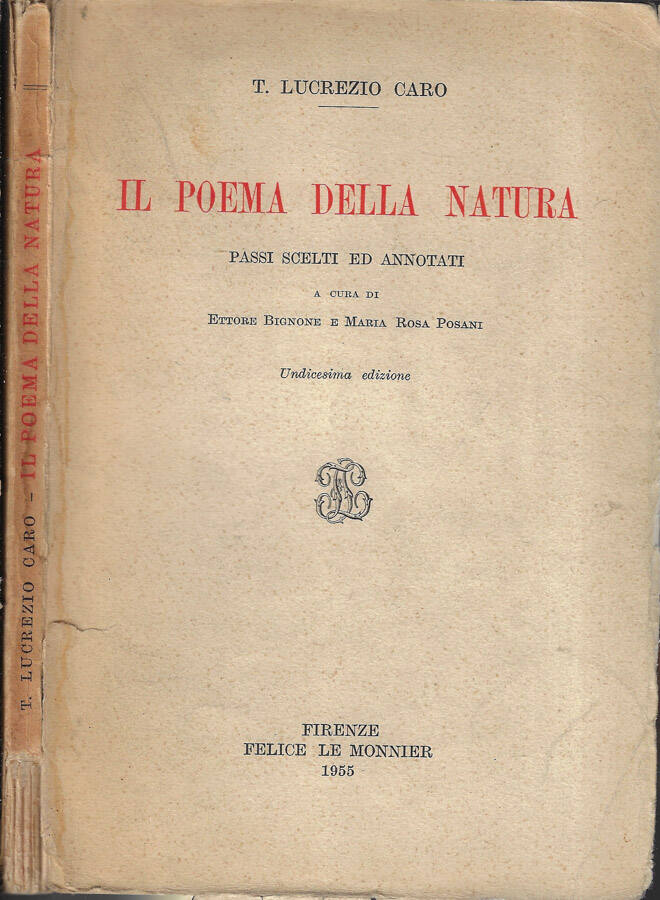 T. LUCREZIO CARO
IL POEMA DELLA NATURA
PASSI SCELTI ED ANNOTATI
A CURA DI
ETTORE BIGNONE E MARIA ROSA POSANI
Undicesima edizione
FIRENZE
FELICE LE MONNIER
1955
T. LUCREZIO CARO - IL POEMA DELLA NATURA